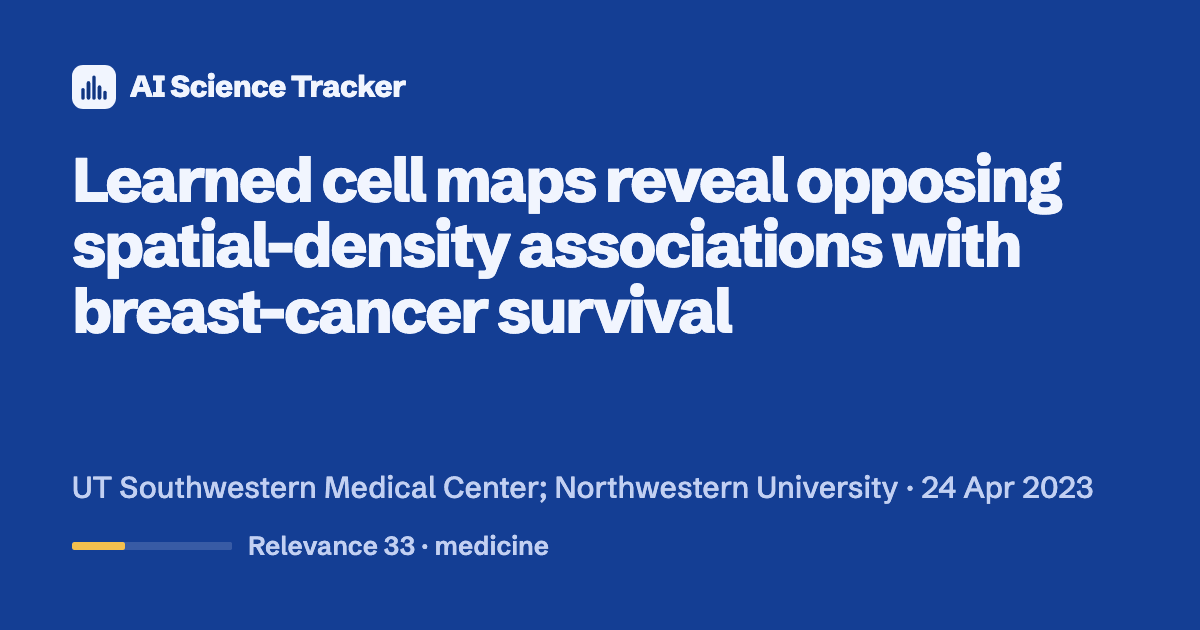 AI Science Tracker
Learned cell maps reveal opposing
spatial-density associations with
breast-cancer survival
UT Southwestern Medical Center; Northwestern University · 24 Apr 2023
Relevance 33 · medicine